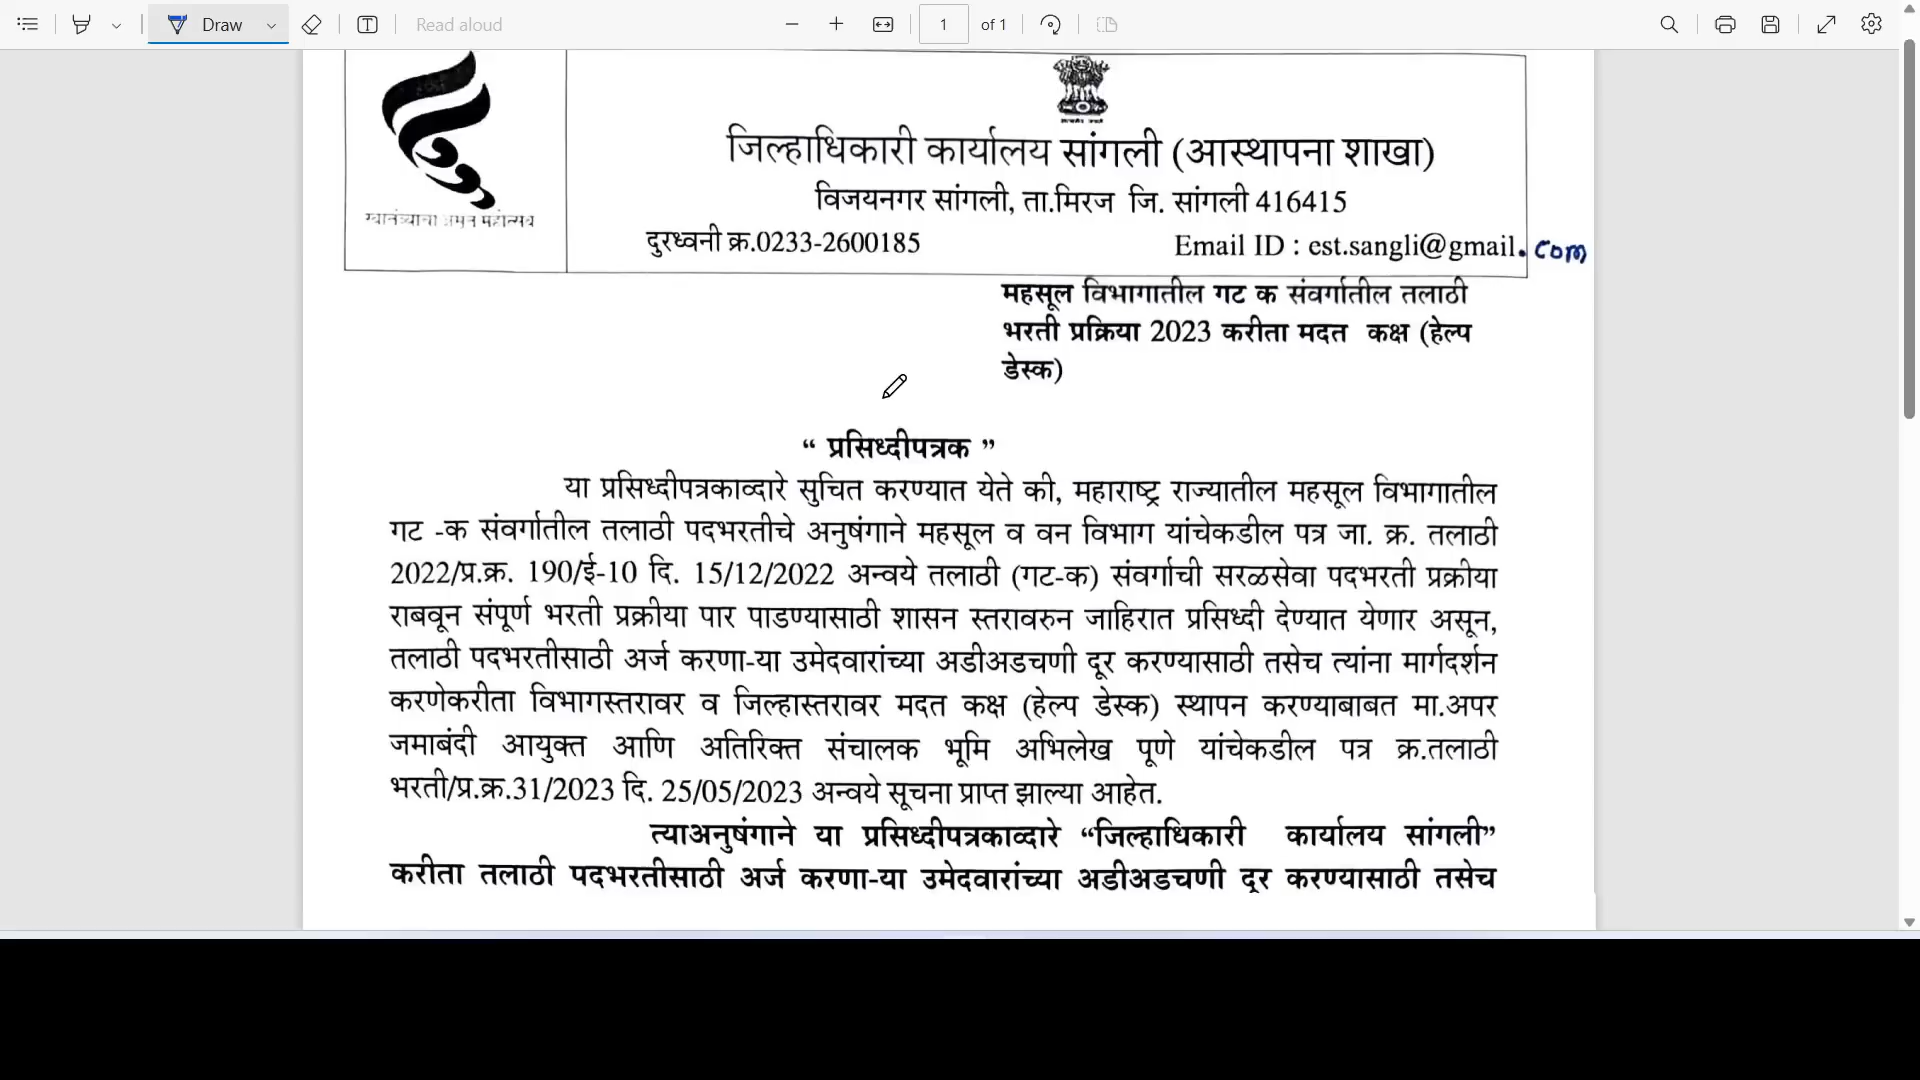 Draw
Read aloud
1 of 1
स्वातंत्र्याचा अमृत महोत्सव
जिल्हाधिकारी कार्यालय सांगली (आस्थापना शाखा)
विजयनगर सांगली, ता.मिरज जि. सांगली 416415
दुरध्वनी क्र.0233-2600185 Email ID : est.sangli@gmail.com
महसूल विभागातील गट क संवर्गातील तलाठी
भरती प्रक्रिया 2023 करीता मदत कक्ष (हेल्प
डेस्क)
“ प्रसिध्दीपत्रक ”
या प्रसिध्दीपत्रकाव्दारे सुचित करण्यात येते की, महाराष्ट्र राज्यातील महसूल विभागातील
गट -क संवर्गातील तलाठी पदभरतीचे अनुषंगाने महसूल व वन विभाग यांचेकडील पत्र जा. क्र. तलाठी
2022/प्र.क्र. 190/ई-10 दि. 15/12/2022 अन्वये तलाठी (गट-क) संवर्गाची सरळसेवा पदभरती प्रक्रीया
राबवून संपूर्ण भरती प्रक्रीया पार पाडण्यासाठी शासन स्तरावरुन जाहिरात प्रसिध्दी देण्यात येणार असून,
तलाठी पदभरतीसाठी अर्ज करणा-या उमेदवारांच्या अडीअडचणी दूर करण्यासाठी तसेच त्यांना मार्गदर्शन
करणेकरीता विभागस्तरावर व जिल्हास्तरावर मदत कक्ष (हेल्प डेस्क) स्थापन करण्याबाबत मा.अपर
जमाबंदी आयुक्त आणि अतिरिक्त संचालक भूमि अभिलेख पूणे यांचेकडील पत्र क्र.तलाठी
भरती/प्र.क्र.31/2023 दि. 25/05/2023 अन्वये सूचना प्राप्त झाल्या आहेत.
त्याअनुषंगाने या प्रसिध्दीपत्रकाव्दारे “जिल्हाधिकारी कार्यालय सांगली”
करीता तलाठी पदभरतीसाठी अर्ज करणा-या उमेदवारांच्या अडीअडचणी दूर करण्यासाठी तसेच